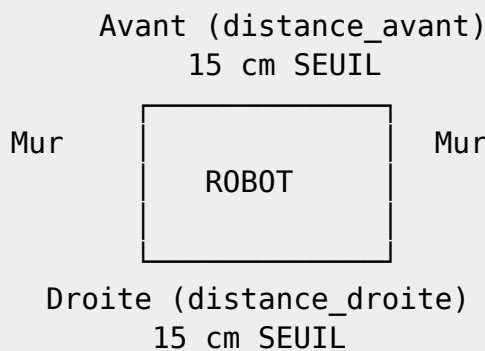 Avant (distance_avant)
15 cm SEUIL
Mur Mur
ROBOT
Droite (distance_droite)
15 cm SEUIL